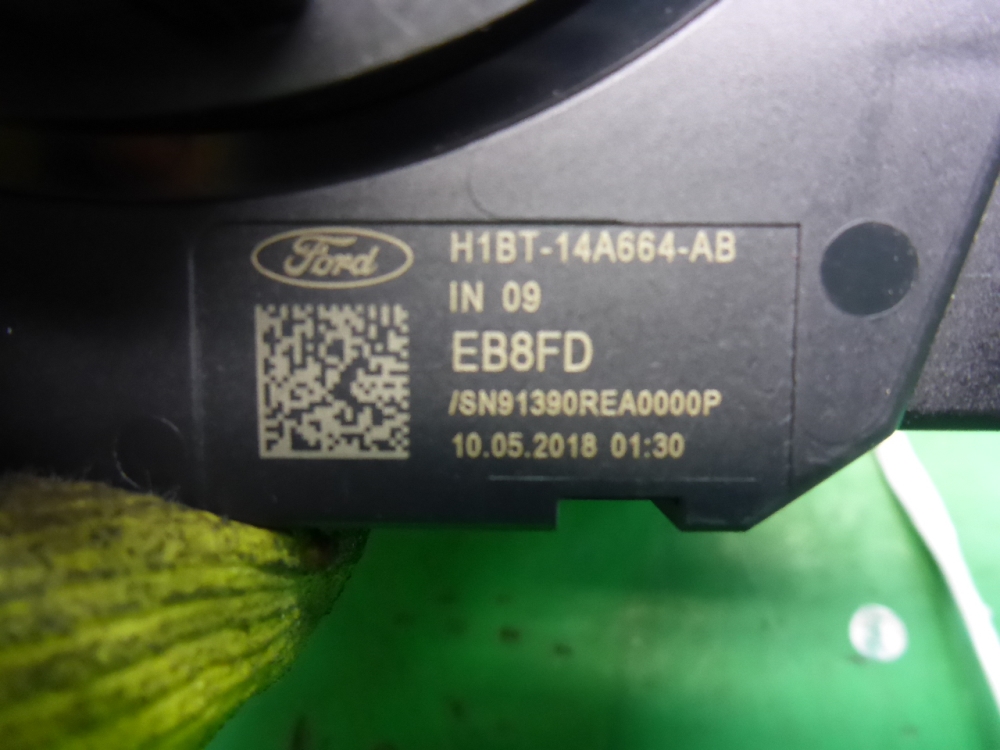 Ford
H1BT-14A664-AB
IN 09
EB8FD
/SN91390REA0000P
10.05.2018 01:30